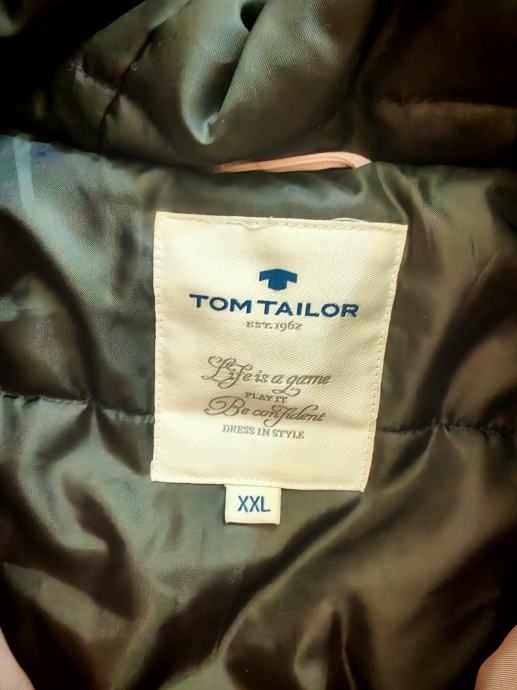 TOM TAILOR
EST. 1962
Life is a game
PLAY IT
Be confident
DRESS IN STYLE
XXL